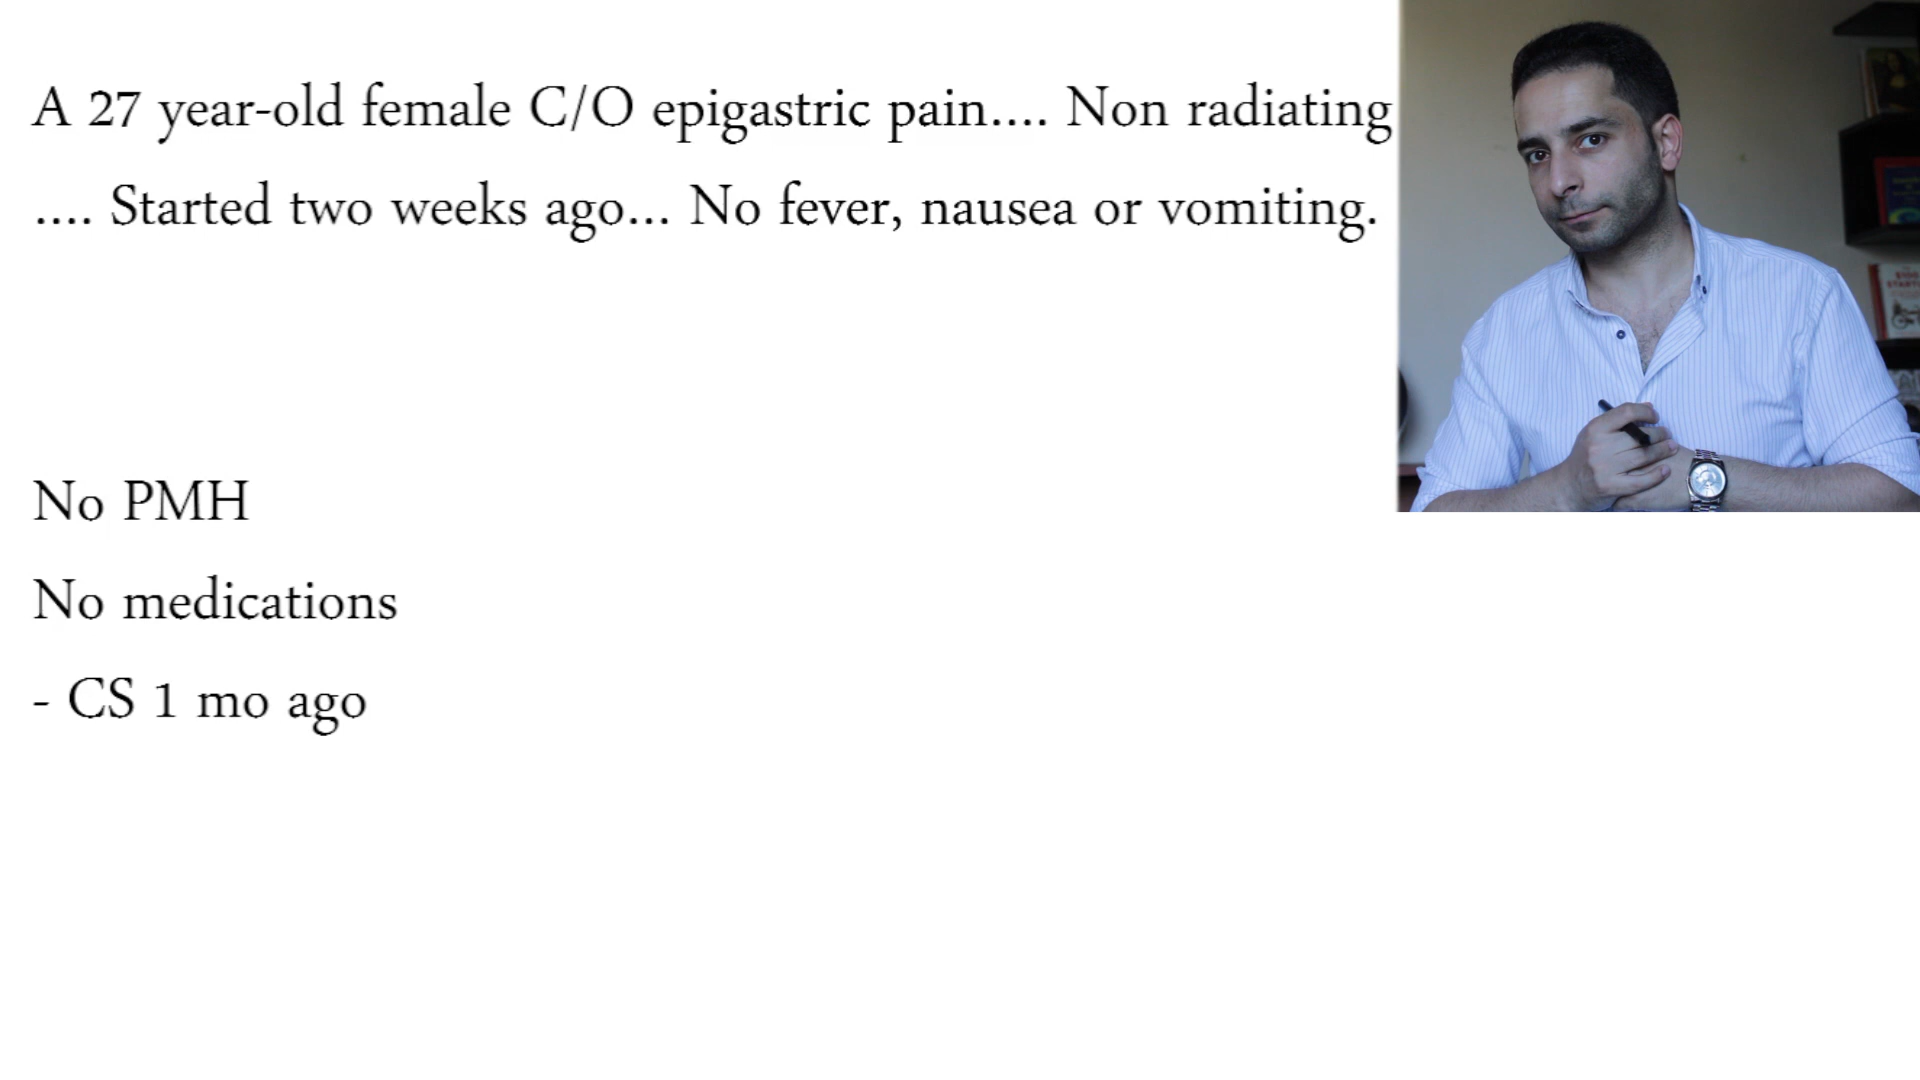 A 27 year-old female C/O epigastric pain.... Non radiating
.... Started two weeks ago... No fever, nausea or vomiting.
No PMH
No medications
- CS 1 mo ago